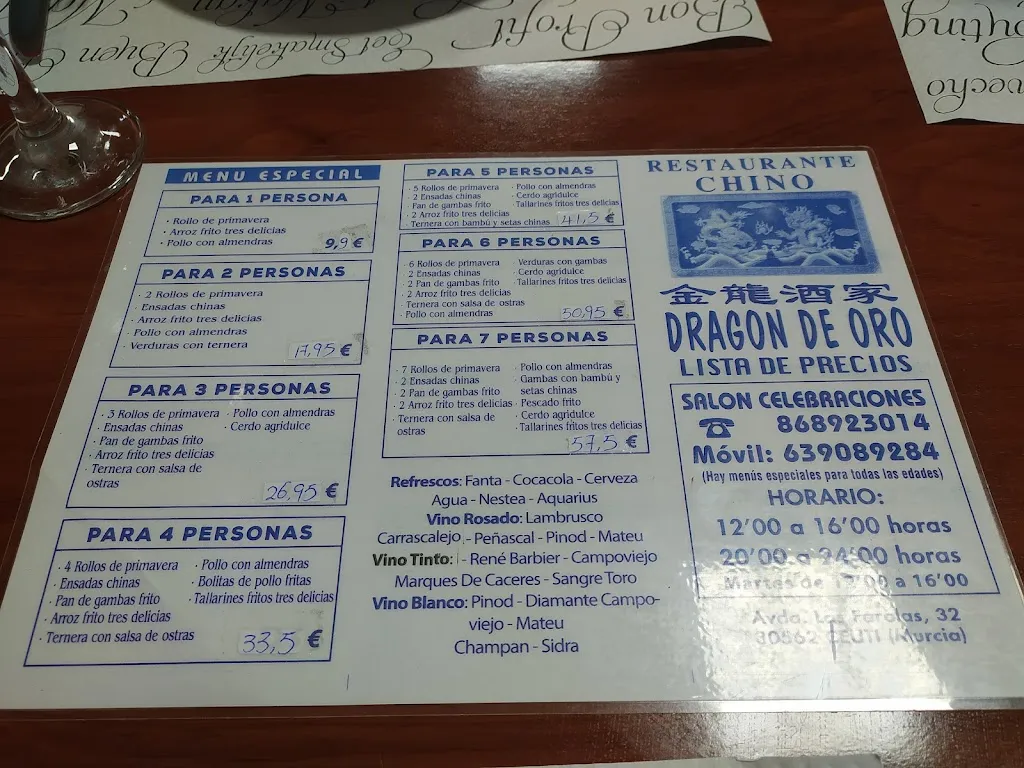 Bon Profit
Eet Smakelijk
Buen
vecho
MENU ESPECIAL
PARA 1 PERSONA
· Rollo de primavera
· Arroz frito tres delicias
· Pollo con almendras
9,9 €
PARA 2 PERSONAS
· 2 Rollos de primavera
· Ensadas chinas
· Arroz frito tres delicias
· Pollo con almendras
· Verduras con ternera
17,95 €
PARA 3 PERSONAS
· 3 Rollos de primavera
· Ensadas chinas
· Pan de gambas frito
· Arroz frito tres delicias
· Ternera con salsa de
ostras
· Pollo con almendras
· Cerdo agridulce
26,95 €
PARA 4 PERSONAS
· 4 Rollos de primavera
· Ensadas chinas
· Pan de gambas frito
· Arroz frito tres delicias
· Ternera con salsa de ostras
· Pollo con almendras
· Bolitas de pollo fritas
· Tallarines fritos tres delicias
33,5 €
PARA 5 PERSONAS
· 5 Rollos de primavera
· 2 Ensadas chinas
Pan de gambas frito
· 2 Arroz frito tres delicias
· Ternera con bambú y setas chinas
· Pollo con almendras
· Cerdo agridulce
Tallarines fritos tres delicias
41,5 €
PARA 6 PERSONAS
· 6 Rollos de primavera
· 2 Ensadas chinas
· 2 Pan de gambas frito
· 2 Arroz frito tres delicias
Ternera con salsa de ostras
· Pollo con almendras
· Verduras con gambas
· Cerdo agridulce
· Tallarines fritos tres delicias
50,95 €
PARA 7 PERSONAS
· 7 Rollos de primavera
· 2 Ensadas chinas
· 2 Pan de gambas frito
· 2 Arroz frito tres delicias
· Ternera con salsa de
ostras
· Pollo con almendras
· Gambas con bambú y
setas chinas
· Pescado frito
· Cerdo agridulce
· Tallarines fritos tres delicias
57,5 €
Refrescos: Fanta - Cocacola - Cerveza
Agua - Nestea - Aquarius
Vino Rosado: Lambrusco
Carrascalejo - Peñascal - Pinod - Mateu
Vino Tinto: - René Barbier - Campoviejo
Marques De Caceres - Sangre Toro
Vino Blanco: Pinod - Diamante Campo-
viejo - Mateu
Champan - Sidra
RESTAURANTE
CHINO
金龍酒家
DRAGON DE ORO
LISTA DE PRECIOS
SALON CELEBRACIONES
☎ 868923014
Móvil: 639089284
(Hay menús especiales para todas las edades)
HORARIO:
12'00 a 16'00 horas
20'00 a 24'00 horas
Martes de 12'00 a 16'00
Avda. Las Farolas, 32
30562 CEUTI (Murcia)